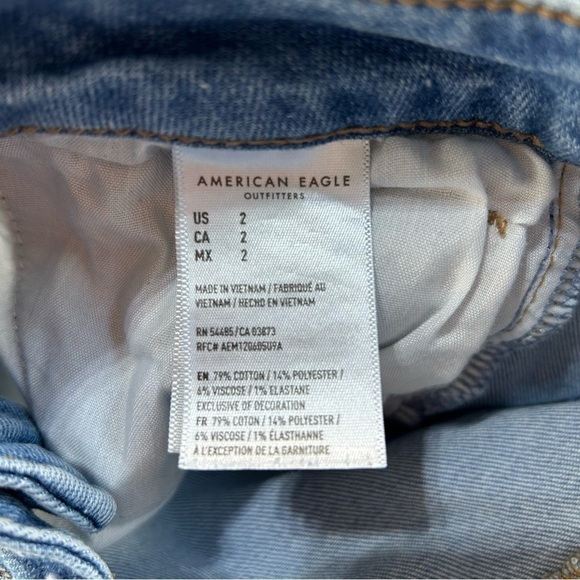 AMERICAN EAGLE
OUTFITTERS
US 2
CA 2
MX 2
MADE IN VIETNAM / FABRIQUÉ AU
VIETNAM / HECHO EN VIETNAM
RN 54485/CA 03873
RFC# AEM120605U9A
EN 79% COTTON / 14% POLYESTER /
6% VISCOSE / 1% ELASTANE
EXCLUSIVE OF DECORATION
FR 79% COTON / 14% POLYESTER /
6% VISCOSE / 1% ÉLASTHANNE
À L'EXCEPTION DE LA GARNITURE